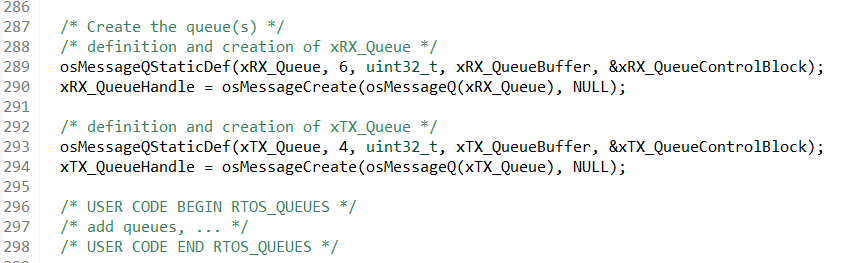 286
287 /* Create the queue(s) */
288 /* definition and creation of xRX_Queue */
289 osMessageQStaticDef(xRX_Queue, 6, uint32_t, xRX_QueueBuffer, &xRX_QueueControlBlock);
290 xRX_QueueHandle = osMessageCreate(osMessageQ(xRX_Queue), NULL);
291
292 /* definition and creation of xTX_Queue */
293 osMessageQStaticDef(xTX_Queue, 4, uint32_t, xTX_QueueBuffer, &xTX_QueueControlBlock);
294 xTX_QueueHandle = osMessageCreate(osMessageQ(xTX_Queue), NULL);
295
296 /* USER CODE BEGIN RTOS_QUEUES */
297 /* add queues, ... */
298 /* USER CODE END RTOS_QUEUES */